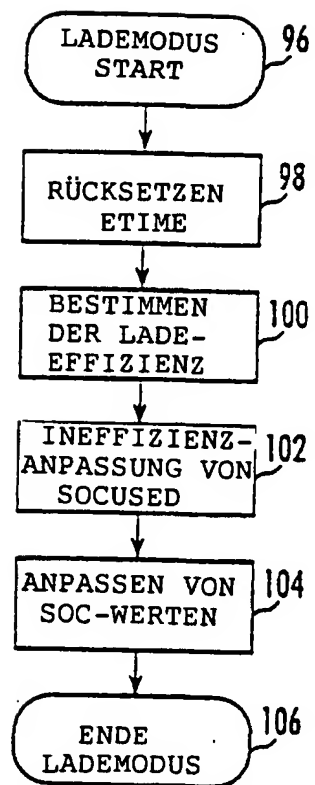 LADEMODUS
START
96
RÜCKSETZEN
ETIME
98
BESTIMMEN
DER LADE-
EFFIZIENZ
100
INEFFIZIENZ-
ANPASSUNG VON
SOCUSED
102
ANPASSEN VON
SOC-WERTEN
104
ENDE
LADEMODUS
106